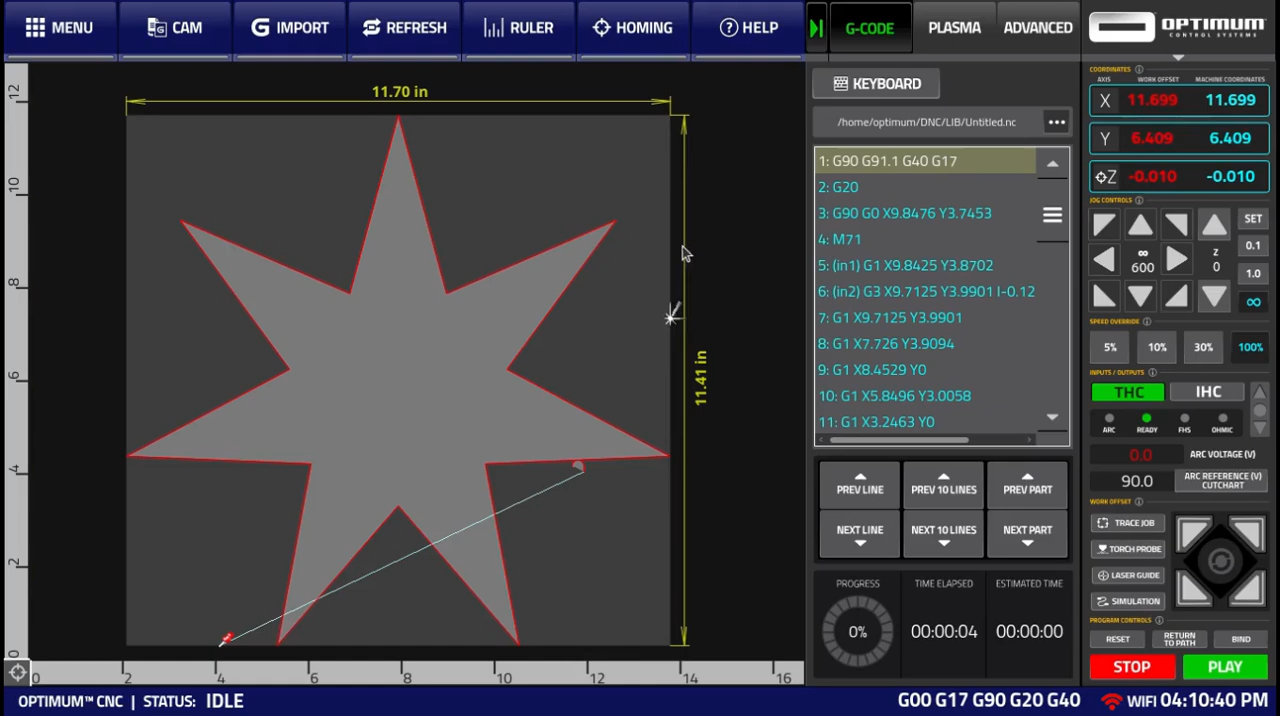 MENU CAM IMPORT REFRESH RULER HOMING HELP G-CODE PLASMA ADVANCED OPTIMUM™
CONTROL SYSTEMS
COORDINATES
AXIS WORK OFFSET MACHINE COORDINATES
X 11.699 11.699
Y 6.409 6.409
Z -0.010 -0.010
JOG CONTROLS
∞
600
Z
0
SET
0.1
1.0
∞
SPEED OVERRIDE
5% 10% 30% 100%
INPUTS / OUTPUTS
THC IHC
ARC READY FHS OHMIC
0.0 ARC VOLTAGE (V)
90.0 ARC REFERENCE (V)
CUTCHART
WORK OFFSET
TRACE JOB
TORCH PROBE
LASER GUIDE
SIMULATION
PROGRAM CONTROLS
RESET RETURN TO PATH BIND
STOP PLAY
KEYBOARD
/home/optimum/DNC/LIB/Untitled.nc
1: G90 G91.1 G40 G17
2: G20
3: G90 G0 X9.8476 Y3.7453
4: M71
5: (in1) G1 X9.8425 Y3.8702
6: (in2) G3 X9.7125 Y3.9901 I-0.12
7: G1 X9.7125 Y3.9901
8: G1 X7.726 Y3.9094
9: G1 X8.4529 Y0
10: G1 X5.8496 Y3.0058
11: G1 X3.2463 Y0
PREV LINE PREV 10 LINES PREV PART
NEXT LINE NEXT 10 LINES NEXT PART
PROGRESS TIME ELAPSED ESTIMATED TIME
0% 00:00:04 00:00:00
11.70 in
11.41 in
12
10
8
6
4
2
0
0 2 4 6 8 10 12 14 16
OPTIMUM™ CNC | STATUS: IDLE G00 G17 G90 G20 G40 WIFI 04:10:40 PM